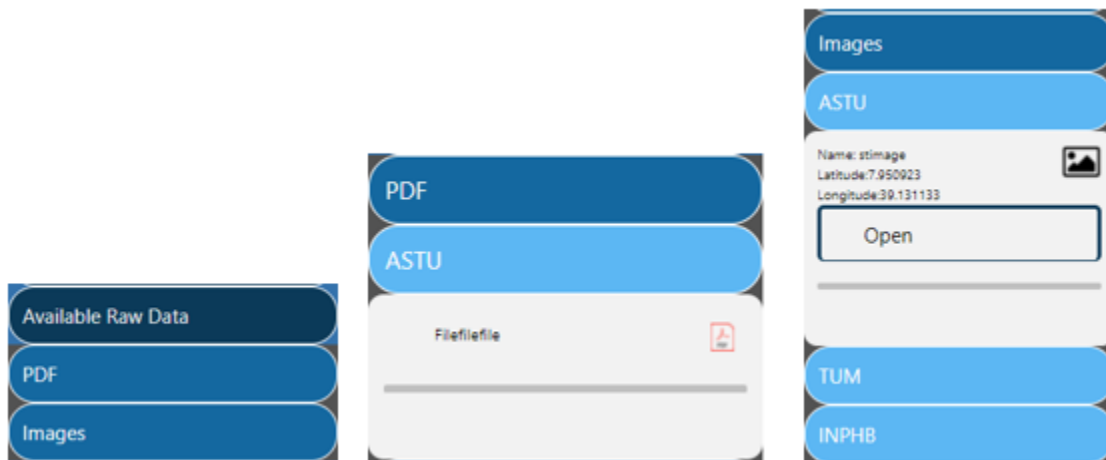 Available Raw Data
PDF
Images
PDF
ASTU
Filefilefile
Images
ASTU
Name: stimage
Latitude:7.950923
Longitude:39.131133
Open
TUM
INPHB